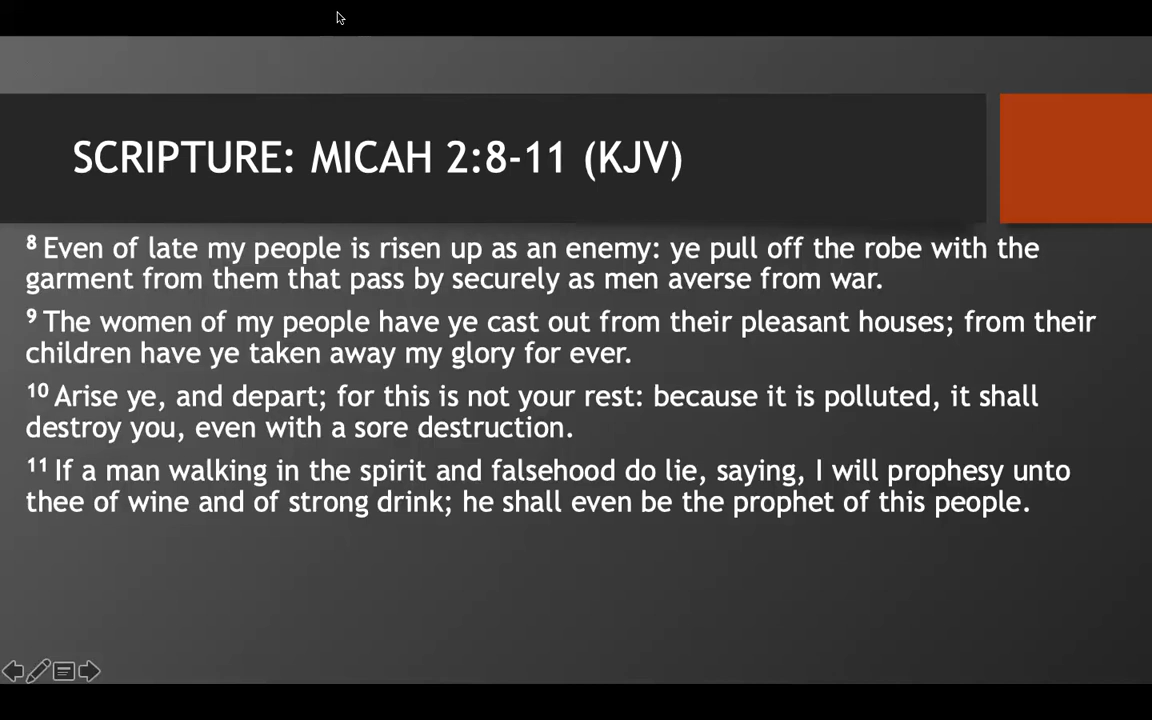 SCRIPTURE: MICAH 2:8-11 (KJV)
8 Even of late my people is risen up as an enemy: ye pull off the robe with the
garment from them that pass by securely as men averse from war.
9 The women of my people have ye cast out from their pleasant houses; from their
children have ye taken away my glory for ever.
10 Arise ye, and depart; for this is not your rest: because it is polluted, it shall
destroy you, even with a sore destruction.
11 If a man walking in the spirit and falsehood do lie, saying, I will prophesy unto
thee of wine and of strong drink; he shall even be the prophet of this people.